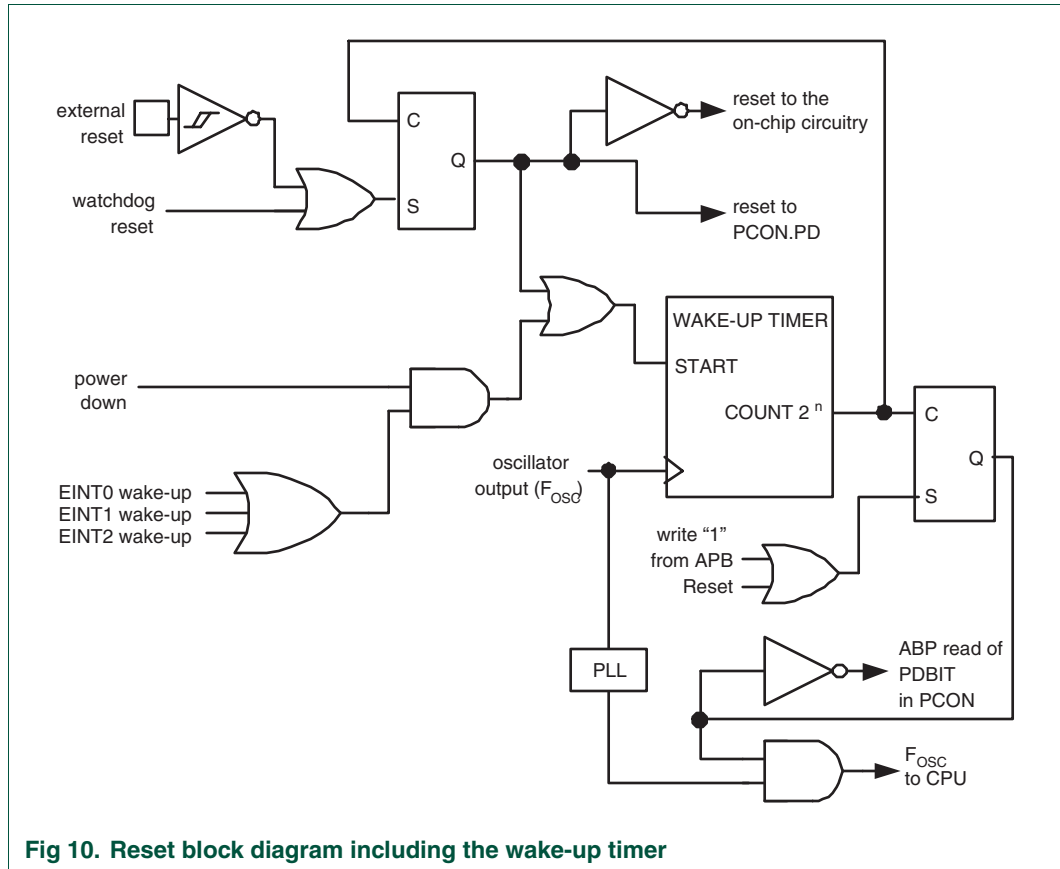 external
reset
watchdog
reset
C
Q
S
reset to the
on-chip circuitry
reset to
PCON.PD
power
down
EINT0 wake-up
EINT1 wake-up
EINT2 wake-up
WAKE-UP TIMER
START
COUNT 2 n
oscillator
output (FOSC)
C
Q
S
write “1”
from APB
Reset
PLL
ABP read of
PDBIT
in PCON
FOSC
to CPU
Fig 10. Reset block diagram including the wake-up timer